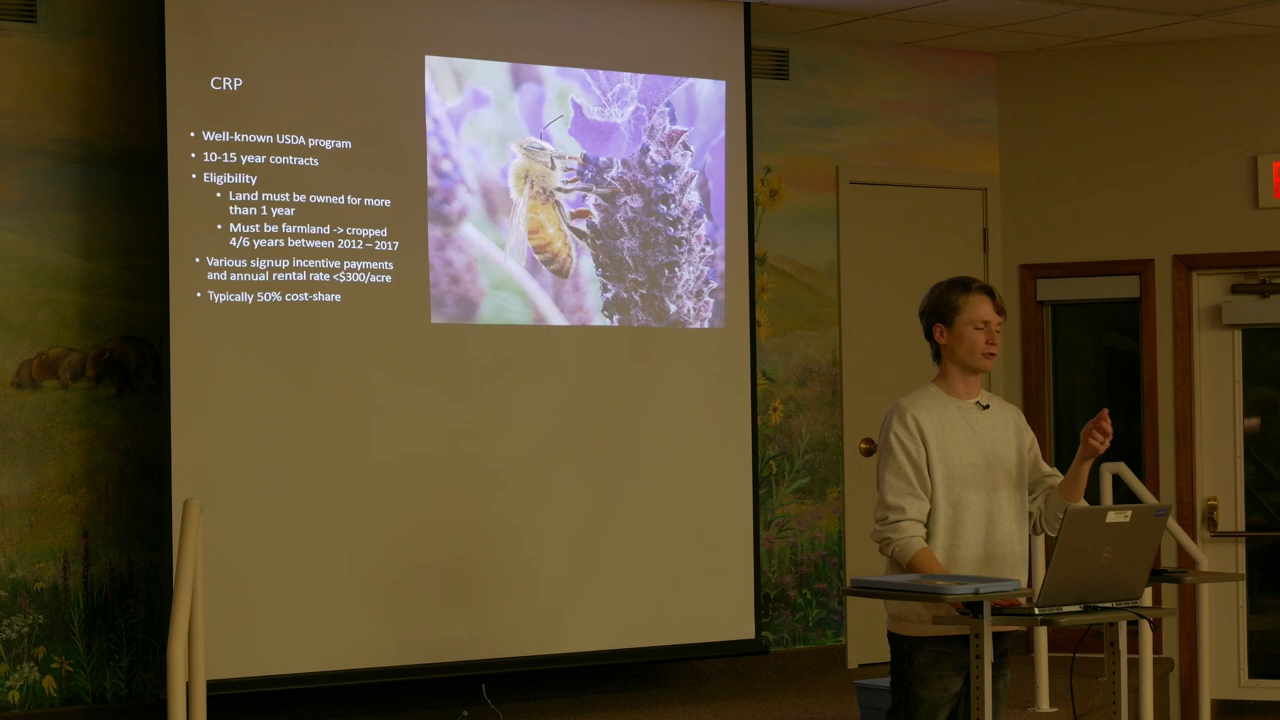 CRP
• Well-known USDA program
• 10-15 year contracts
• Eligibility
• Land must be owned for more
than 1 year
• Must be farmland -> cropped
4/6 years between 2012 – 2017
• Various signup incentive payments
and annual rental rate <$300/acre
• Typically 50% cost-share